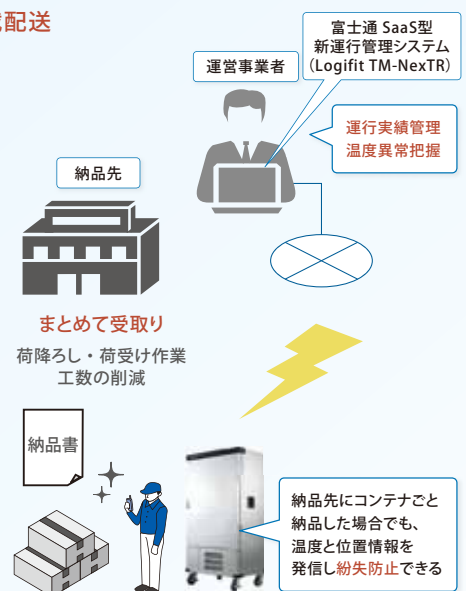 配送
富士通 SaaS型
新運行管理システム
（Logifit TM-NexTR）
運営事業者
運行実績管理
温度異常把握
納品先
まとめて受取り
荷降ろし・荷受け作業
工数の削減
納品書
納品先にコンテナごと
納品した場合でも、
温度と位置情報を
発信し紛失防止できる